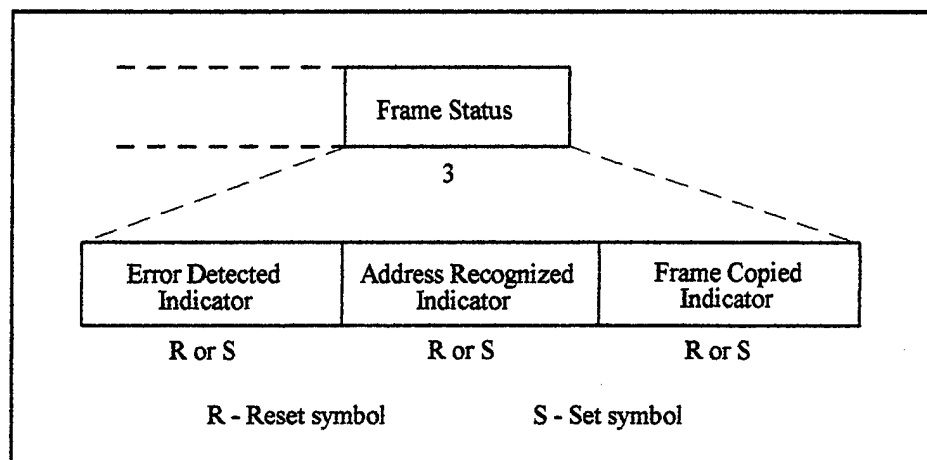 Frame Status
3
Error Detected
Indicator
Address Recognized
Indicator
Frame Copied
Indicator
R or S
R or S
R or S
R - Reset symbol
S - Set symbol